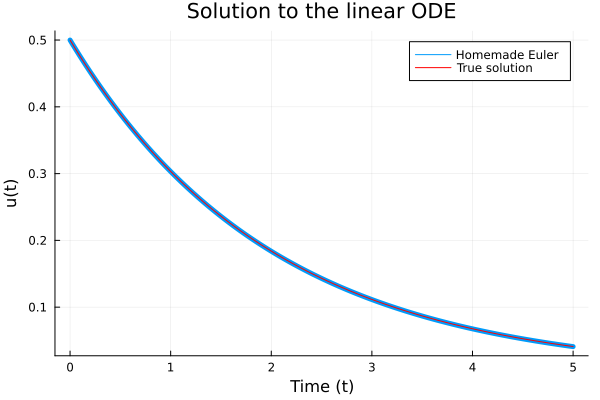 Solution to the linear ODE
Homemade Euler
True solution
u(t)
0.5
0.4
0.3
0.2
0.1
0 1 2 3 4 5
Time (t)